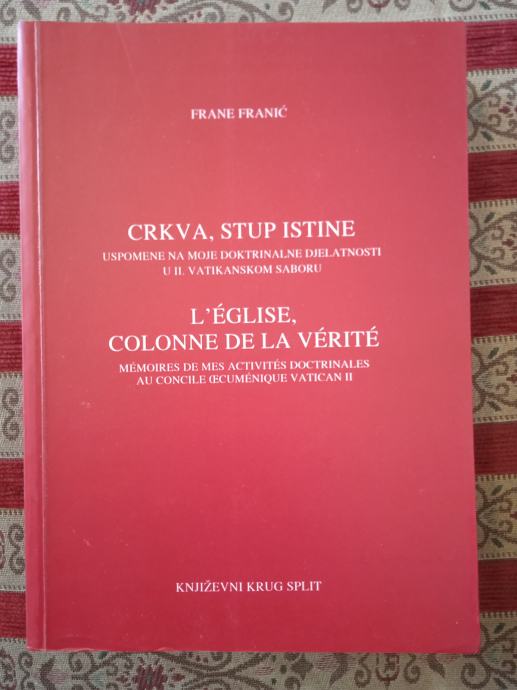 FRANE FRANIĆ
CRKVA, STUP ISTINE
USPOMENE NA MOJE DOKTRINALNE DJELATNOSTI
U II. VATIKANSKOM SABORU
L'ÉGLISE,
COLONNE DE LA VÉRITÉ
MÉMOIRES DE MES ACTIVITÉS DOCTRINALES
AU CONCILE ŒCUMÉNIQUE VATICAN II
KNJIŽEVNI KRUG SPLIT